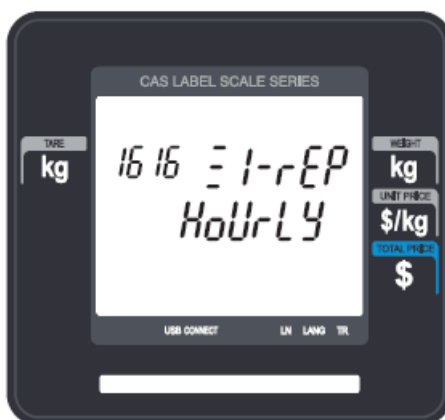 CAS LABEL SCALE SERIES
TARE
kg
1616 Ξ1-rEP
HoUrLY
WEIGHT
kg
UNIT PRICE
$/kg
TOTAL PRICE
$
USB CONNECT LN LANG TR